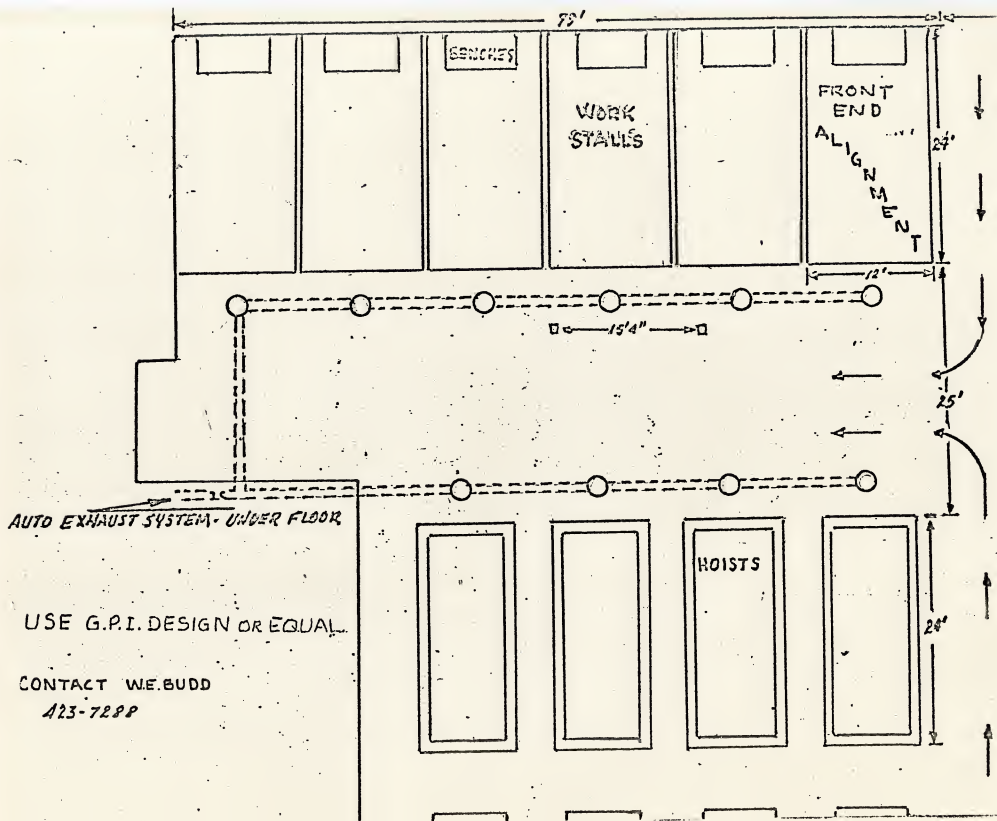 BENCHES
WORK
STALLS
FRONT
END
ALIGNMENT
24'
12'
15'4"
25'
AUTO EXHAUST SYSTEM - UNDER FLOOR
HOISTS
24'
USE G.P.I. DESIGN OR EQUAL
CONTACT W.E. BUDD
423-7288